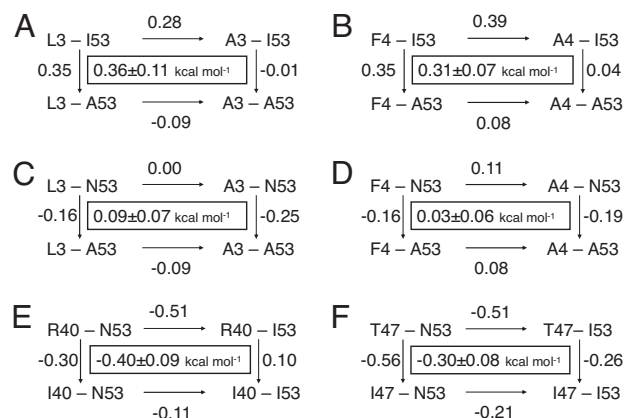 A
0.28
L3 – I53 A3 – I53
0.35 0.36±0.11 kcal mol-1 -0.01
L3 – A53 A3 – A53
-0.09
B
0.39
F4 – I53 A4 – I53
0.35 0.31±0.07 kcal mol-1 0.04
F4 – A53 A4 – A53
0.08
C
0.00
L3 – N53 A3 – N53
-0.16 0.09±0.07 kcal mol-1 -0.25
L3 – A53 A3 – A53
-0.09
D
0.11
F4 – N53 A4 – N53
-0.16 0.03±0.06 kcal mol-1 -0.19
F4 – A53 A4 – A53
0.08
E
-0.51
R40 – N53 R40 – I53
-0.30 -0.40±0.09 kcal mol-1 0.10
I40 – N53 I40 – I53
-0.11
F
-0.51
T47 – N53 T47 – I53
-0.56 -0.30±0.08 kcal mol-1 -0.26
I47 – N53 I47 – I53
-0.21